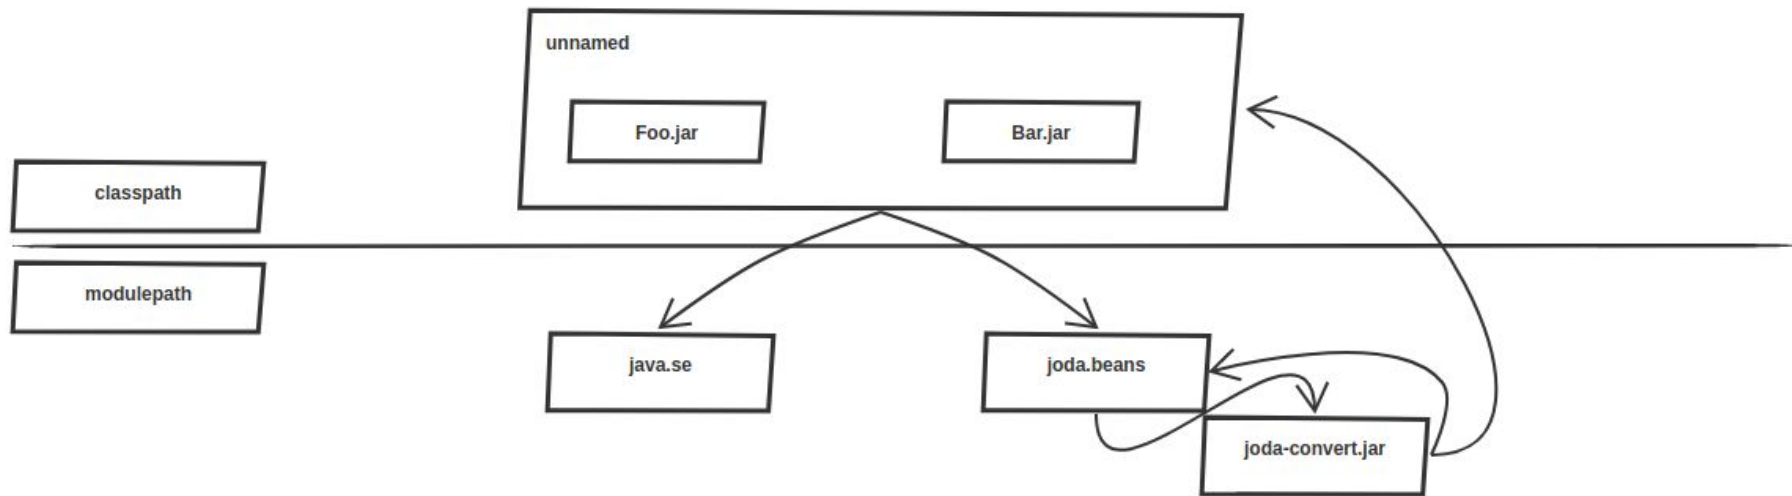 unnamed
Foo.jar
Bar.jar
classpath
modulepath
java.se
joda.beans
joda-convert.jar